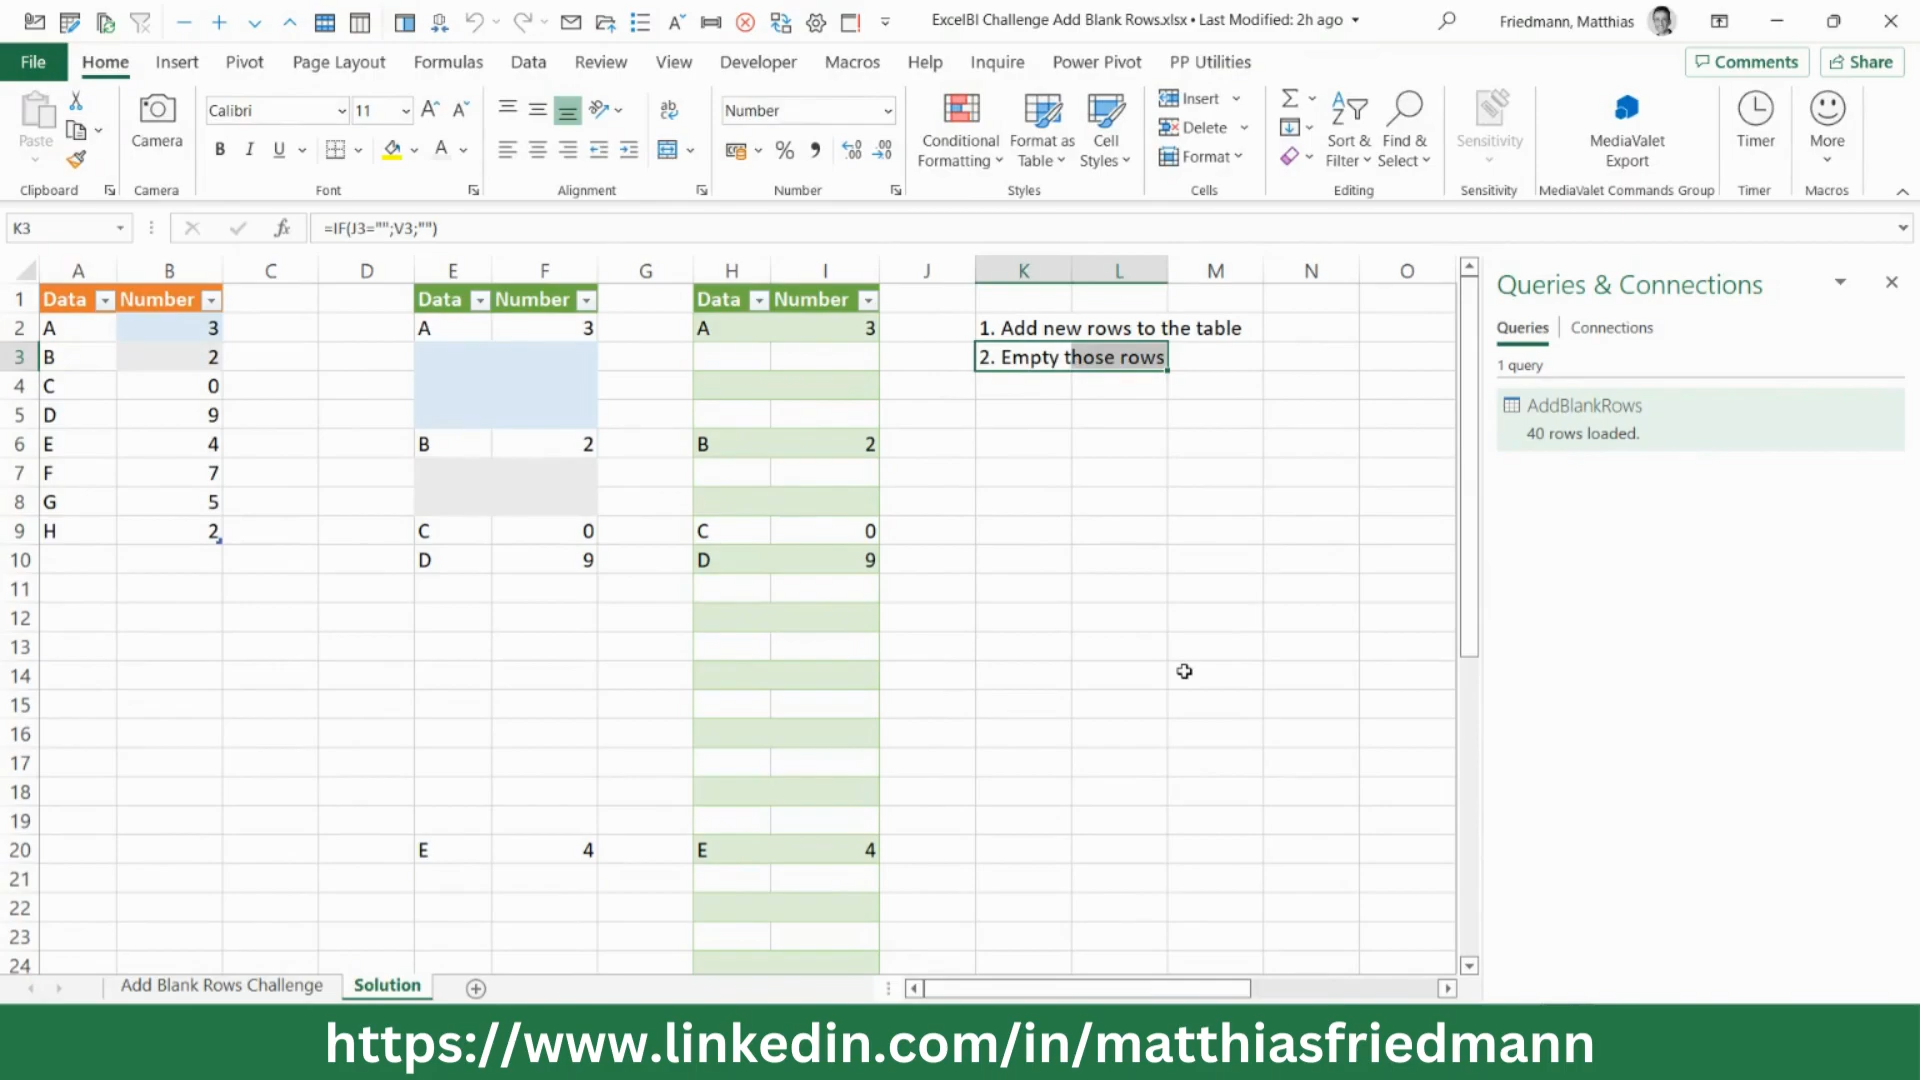 ExcelBI Challenge Add Blank Rows.xlsx • Last Modified: 2h ago
Friedmann, Matthias
File Home Insert Pivot Page Layout Formulas Data Review View Developer Macros Help Inquire Power Pivot PP Utilities Comments Share
Paste
Clipboard
Camera
Camera
Calibri 11
B I U
Font
Alignment
Number
Number
Conditional Formatting
Format as Table
Cell Styles
Styles
Insert
Delete
Format
Cells
Sort & Filter
Find & Select
Editing
Sensitivity
Sensitivity
MediaValet Export
MediaValet Commands Group
Timer
Timer
More
Macros
K3 fx =IF(J3="";V3;"")
A B C D E F G H I J K L M N O
1 Data Number Data Number Data Number
2 A 3 A 3 A 3 1. Add new rows to the table
3 B 2 2. Empty those rows
4 C 0
5 D 9
6 E 4 B 2 B 2
7 F 7
8 G 5
9 H 2 C 0 C 0
10 D 9 D 9
11
12
13
14
15
16
17
18
19
20 E 4 E 4
21
22
23
24
Queries & Connections
Queries Connections
1 query
AddBlankRows
40 rows loaded.
Add Blank Rows Challenge Solution
https://www.linkedin.com/in/matthiasfriedmann